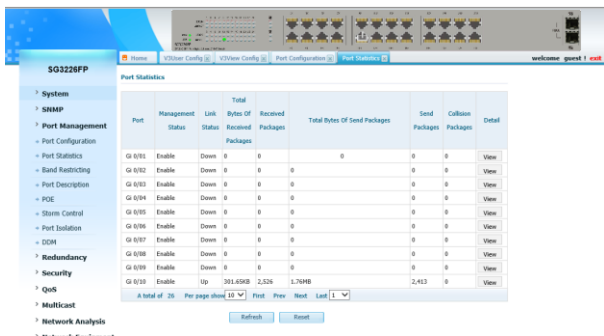 Home V3User Config V3View Config Port Configuration Port Statistics welcome guest ! exit
SG3226FP
System
SNMP
Port Management
Port Configuration
Port Statistics
Band Restricting
Port Description
POE
Storm Control
Port Isolation
DDM
Redundancy
Security
QoS
Multicast
Network Analysis
Port Statistics
Port Management Status Link Status Total Bytes Of Received Packages Received Packages Total Bytes Of Send Packages Send Packages Collision Packages Detail
Gi 0/01 Enable Down 0 0 0 0 0 View
Gi 0/02 Enable Down 0 0 0 0 0 View
Gi 0/03 Enable Down 0 0 0 0 0 View
Gi 0/04 Enable Down 0 0 0 0 0 View
Gi 0/05 Enable Down 0 0 0 0 0 View
Gi 0/06 Enable Down 0 0 0 0 0 View
Gi 0/07 Enable Down 0 0 0 0 0 View
Gi 0/08 Enable Down 0 0 0 0 0 View
Gi 0/09 Enable Down 0 0 0 0 0 View
Gi 0/10 Enable Up 301.65KB 2,526 1.76MB 2,413 0 View
A total of 26 Per page show 10 First Prev Next Last 1
Refresh Reset